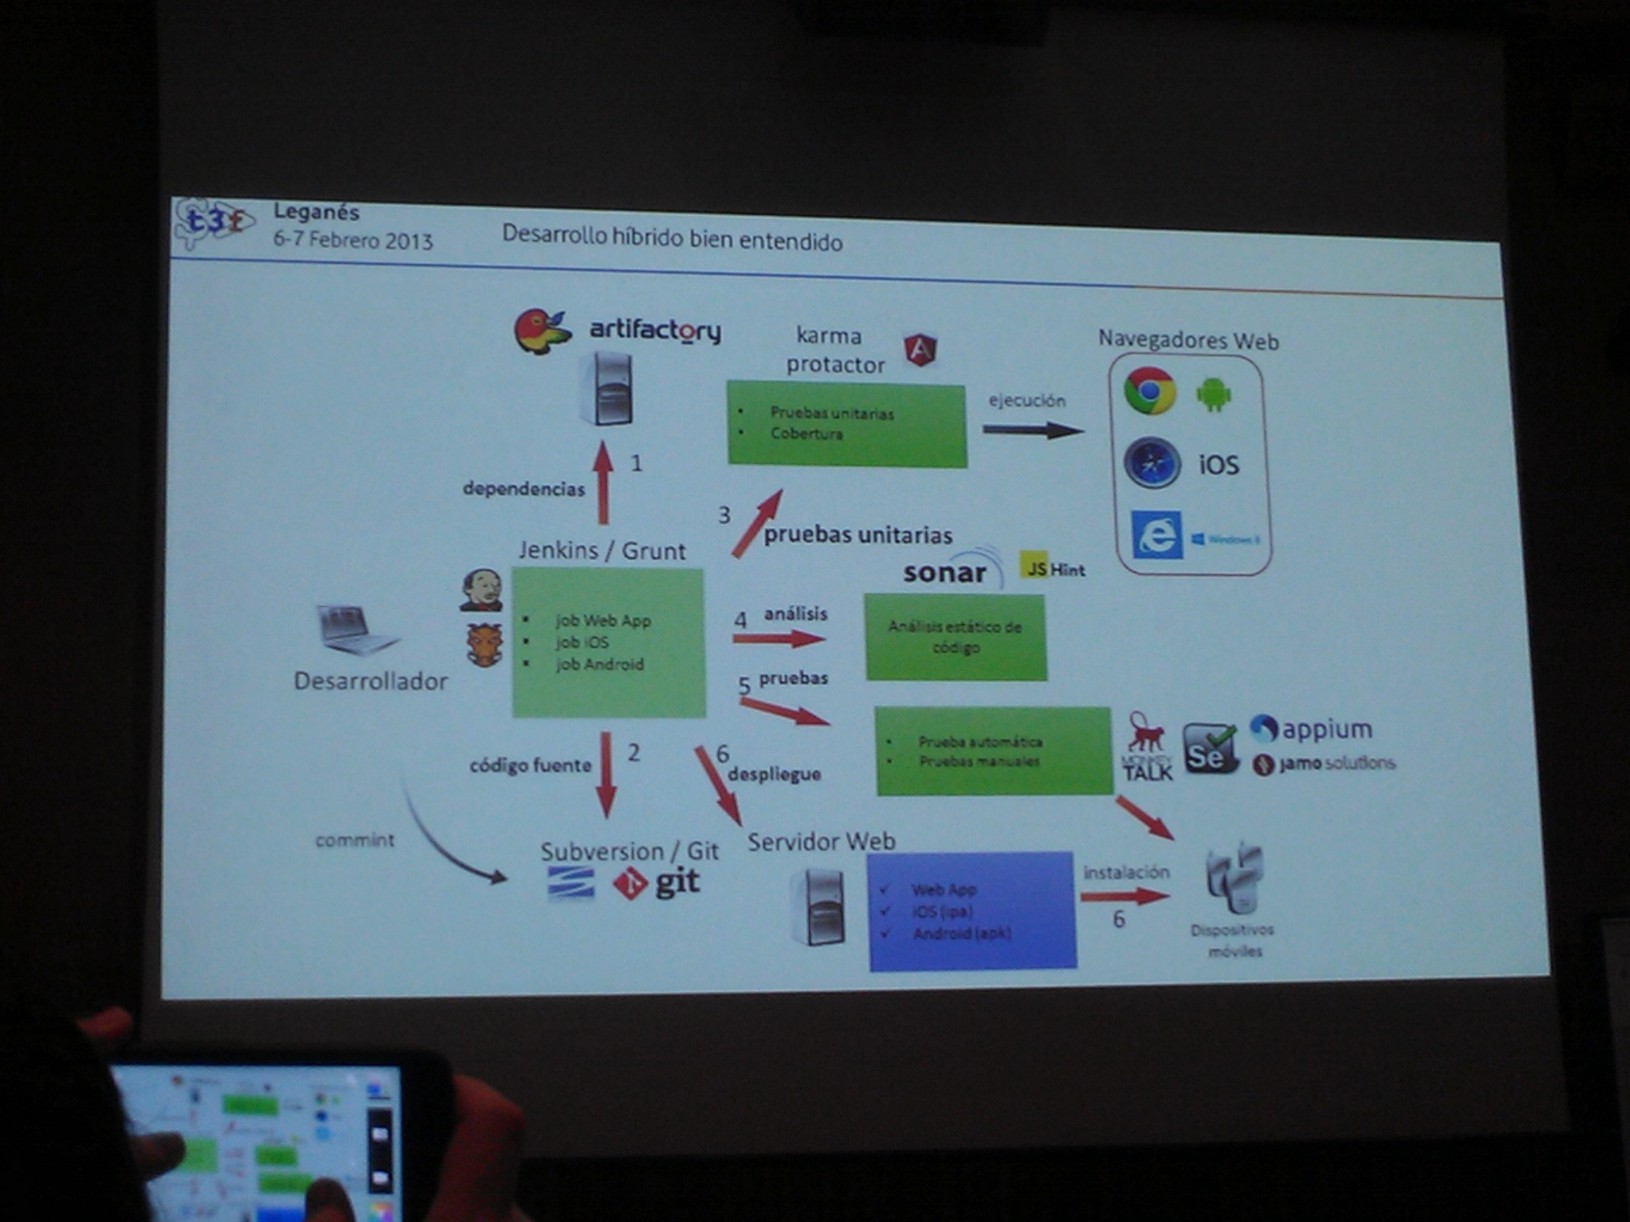 t3f
Leganés
6-7 Febrero 2013
Desarrollo híbrido bien entendido
artifactory
karma
protactor
A
Navegadores Web
Pruebas unitarias
Cobertura
ejecución
iOS
Windows 8
1
dependencias
3
pruebas unitarias
Jenkins / Grunt
job Web App
job iOS
job Android
Desarrollador
sonar
JS Hint
4 análisis
Análisis estático de
código
5 pruebas
Prueba automática
Pruebas manuales
MONKEY
TALK
Se
appium
jamo solutions
código fuente
2
6
despliegue
commint
Subversion / Git
git
Servidor Web
Web App
iOS (ipa)
Android (apk)
instalación
6
Dispositivos
móviles